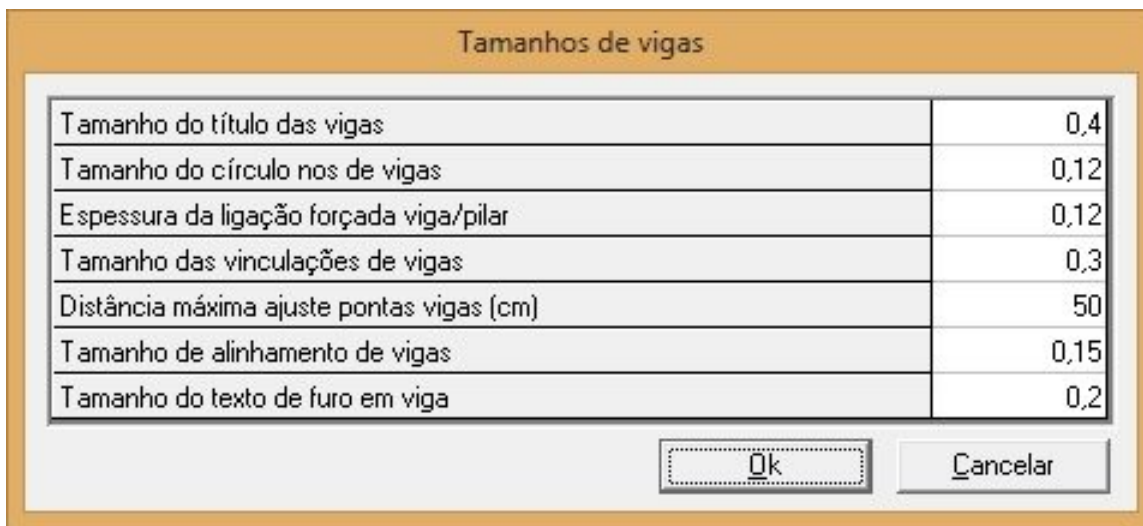 Tamanhos de vigas
Tamanho do título das vigas 0,4
Tamanho do círculo nos de vigas 0,12
Espessura da ligação forçada viga/pilar 0,12
Tamanho das vinculações de vigas 0,3
Distância máxima ajuste pontas vigas (cm) 50
Tamanho de alinhamento de vigas 0,15
Tamanho do texto de furo em viga 0,2
Ok Cancelar